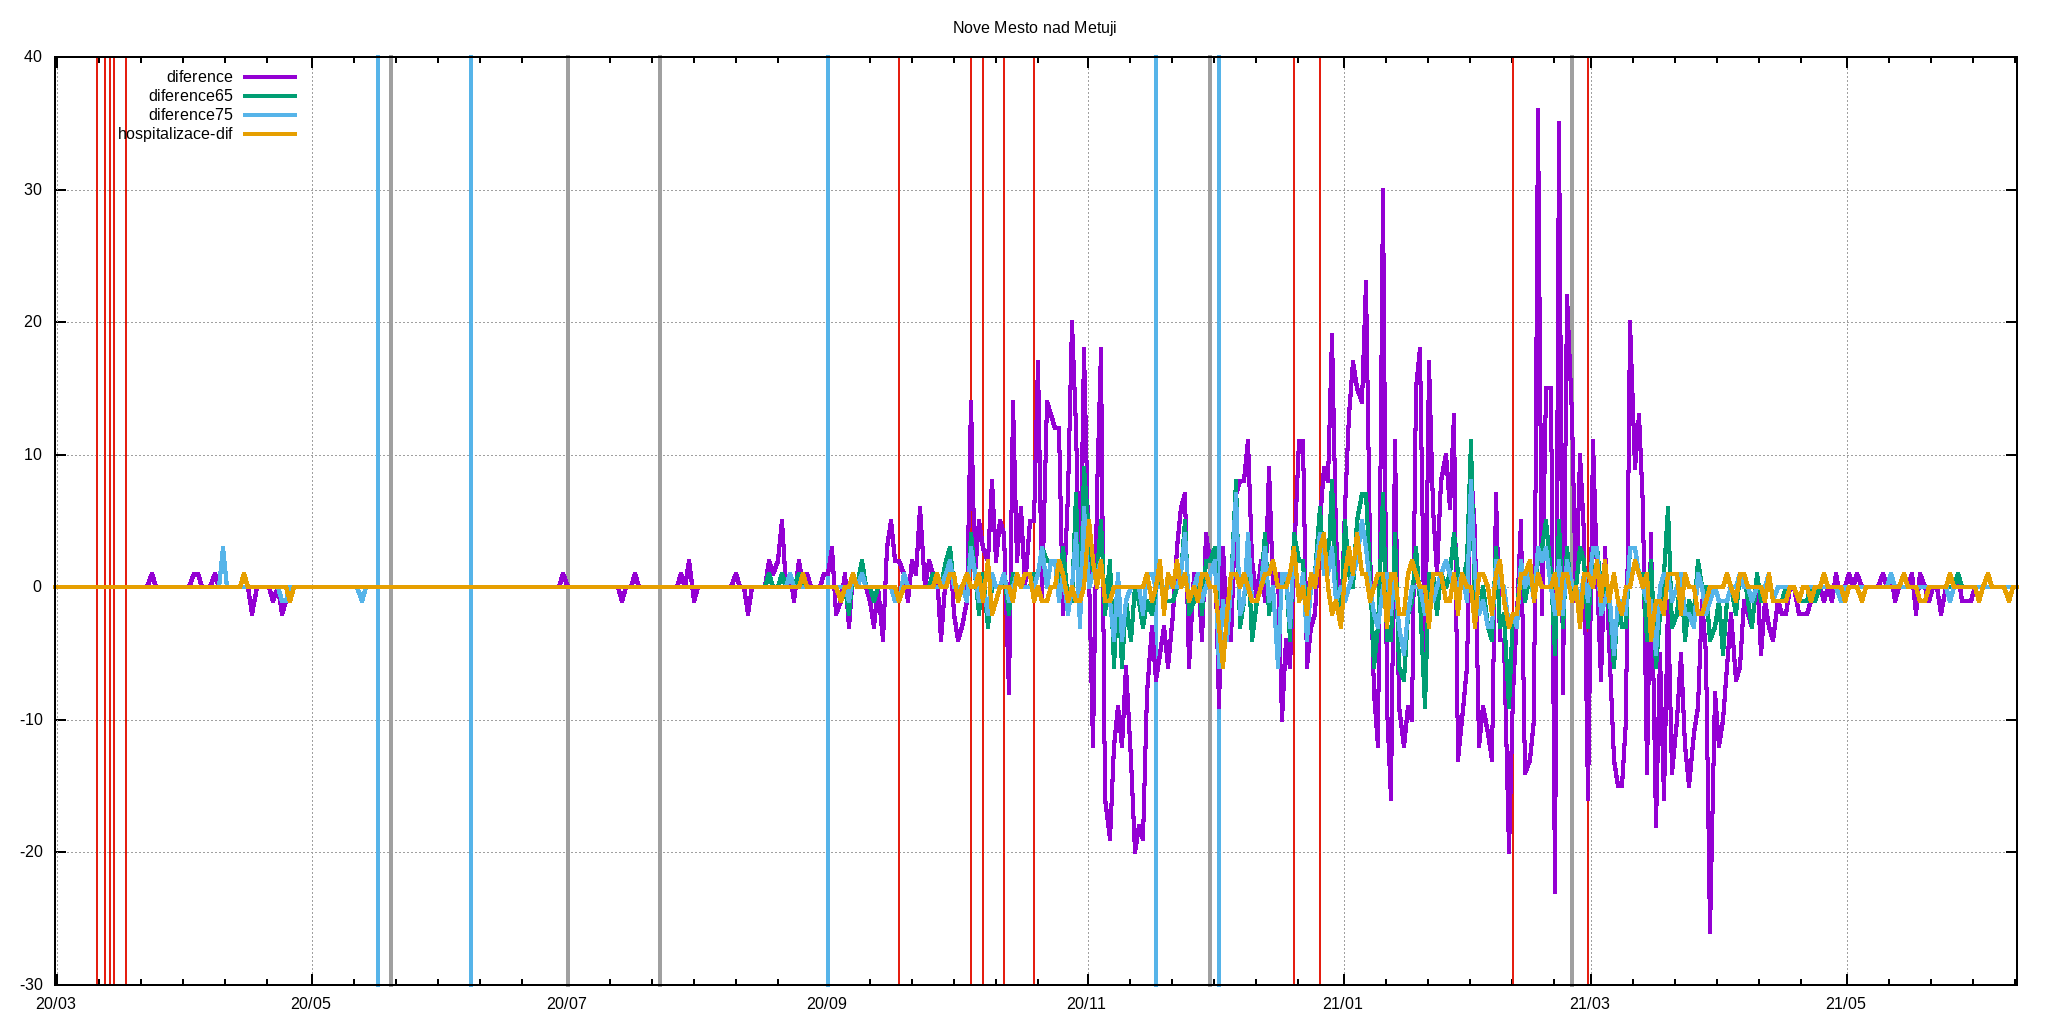 Nove Mesto nad Metuji
40
30
20
10
0
-10
-20
-30
diference
diference65
diference75
hospitalizace-dif
20/03 20/05 20/07 20/09 20/11 21/01 21/03 21/05